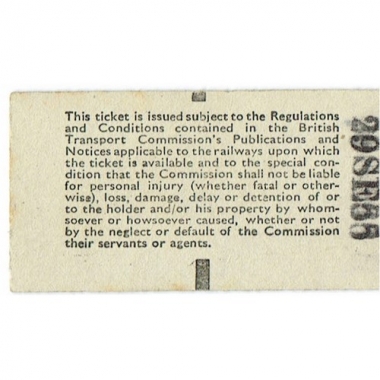 This ticket is issued subject to the Regulations
and Conditions contained in the British
Transport Commission's Publications and
Notices applicable to the railways upon which
the ticket is available and to the special con-
dition that the Commission shall not be liable
for personal injury (whether fatal or other-
wise), loss, damage, delay or detention of or
to the holder and/or his property by whom-
soever or howsoever caused, whether or not
by the neglect or default of the Commission
their servants or agents.
29SE55